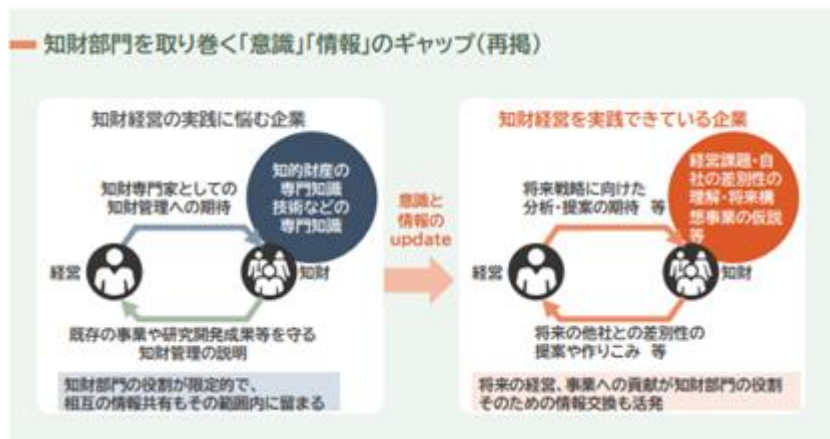 知財部門を取り巻く「意識」「情報」のギャップ(再掲)
知財経営の実践に悩む企業
知的財産の
専門知識
技術などの
専門知識
知財専門家としての
知財管理への期待
経営
知財
既存の事業や研究開発成果等を守る
知財管理の説明
知財部門の役割が限定的で、
相互の情報共有もその範囲内に留まる
意識と
情報の
update
知財経営を実践できている企業
経営課題・自
社の差別性の
理解・将来構
想事業の仮説
等
将来戦略に向けた
分析・提案の期待 等
経営
知財
将来の他社との差別性の
提案や作りこみ 等
将来の経営、事業への貢献が知財部門の役割
そのための情報交換も活発